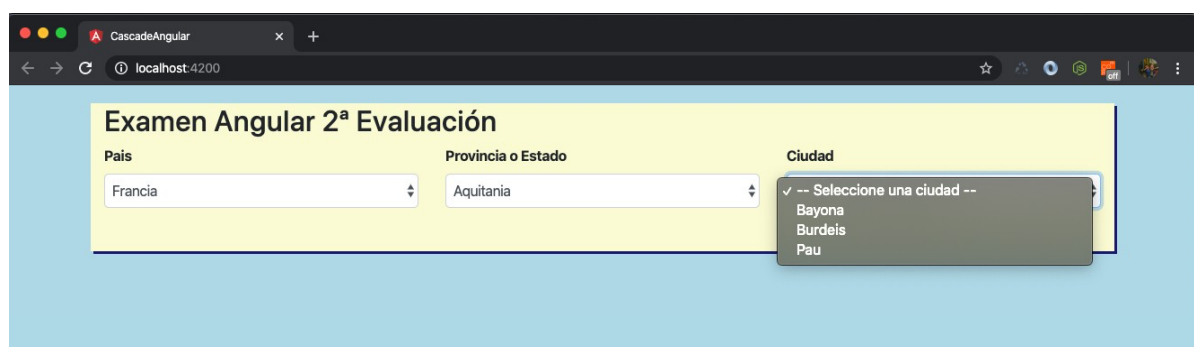 CascadeAngular
localhost:4200
off
Examen Angular 2ª Evaluación
Pais Provincia o Estado Ciudad
Francia Aquitania
-- Seleccione una ciudad --
Bayona
Burdeis
Pau